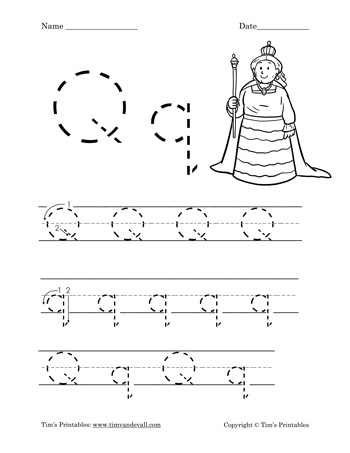 Name ________________ Date____________
Q q
1 2 Q Q Q Q
1 2 q q q q q
Q q Q q
Tim's Printables: www.timvandevall.com Copyright © Tim's Printables